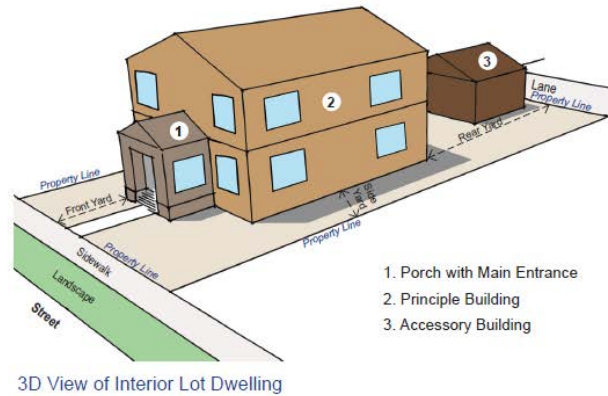 3
Lane
Property Line
2
Rear Yard
1
Property Line
Side
Yard
Front Yard
Property Line
Property Line
Sidewalk
Landscape
Street
1. Porch with Main Entrance
2. Principle Building
3. Accessory Building
3D View of Interior Lot Dwelling